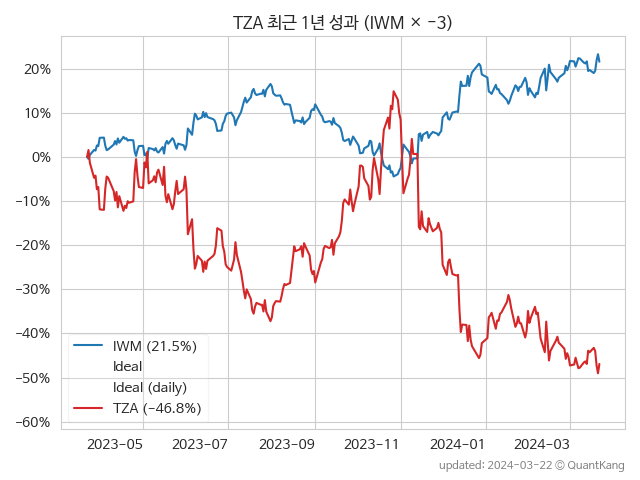 TZA 최근 1년 성과 (IWM × −3)
20%
10%
0%
−10%
−20%
−30%
−40%
−50%
−60%
IWM (21.5%)
Ideal
Ideal (daily)
TZA (−46.8%)
2023−05
2023−07
2023−09
2023−11
2024−01
2024−03
updated: 2024−03−22 © QuantKang